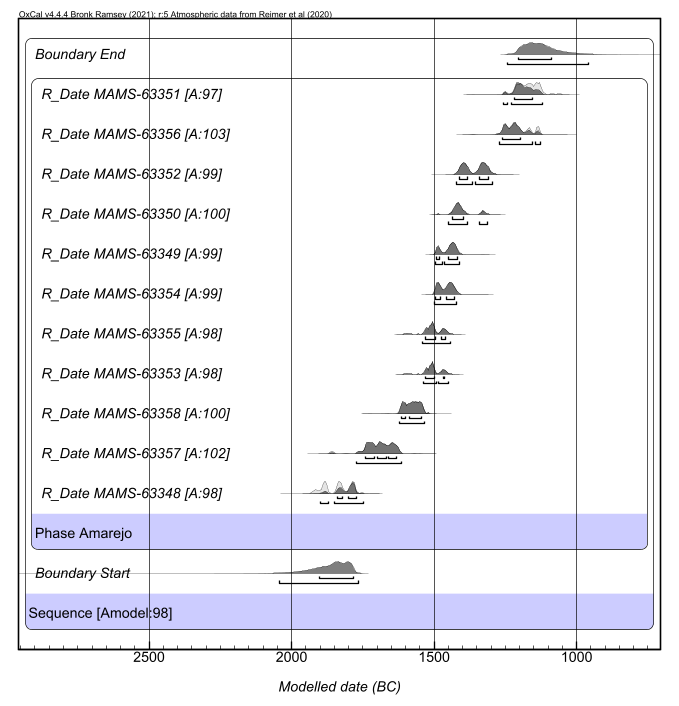 OxCal v4.4.4 Bronk Ramsey (2021); r:5 Atmospheric data from Reimer et al (2020)
Boundary End
R_Date MAMS-63351 [A:97]
R_Date MAMS-63356 [A:103]
R_Date MAMS-63352 [A:99]
R_Date MAMS-63350 [A:100]
R_Date MAMS-63349 [A:99]
R_Date MAMS-63354 [A:99]
R_Date MAMS-63355 [A:98]
R_Date MAMS-63353 [A:98]
R_Date MAMS-63358 [A:100]
R_Date MAMS-63357 [A:102]
R_Date MAMS-63348 [A:98]
Phase Amarejo
Boundary Start
Sequence [Amodel:98]
2500 2000 1500 1000
Modelled date (BC)